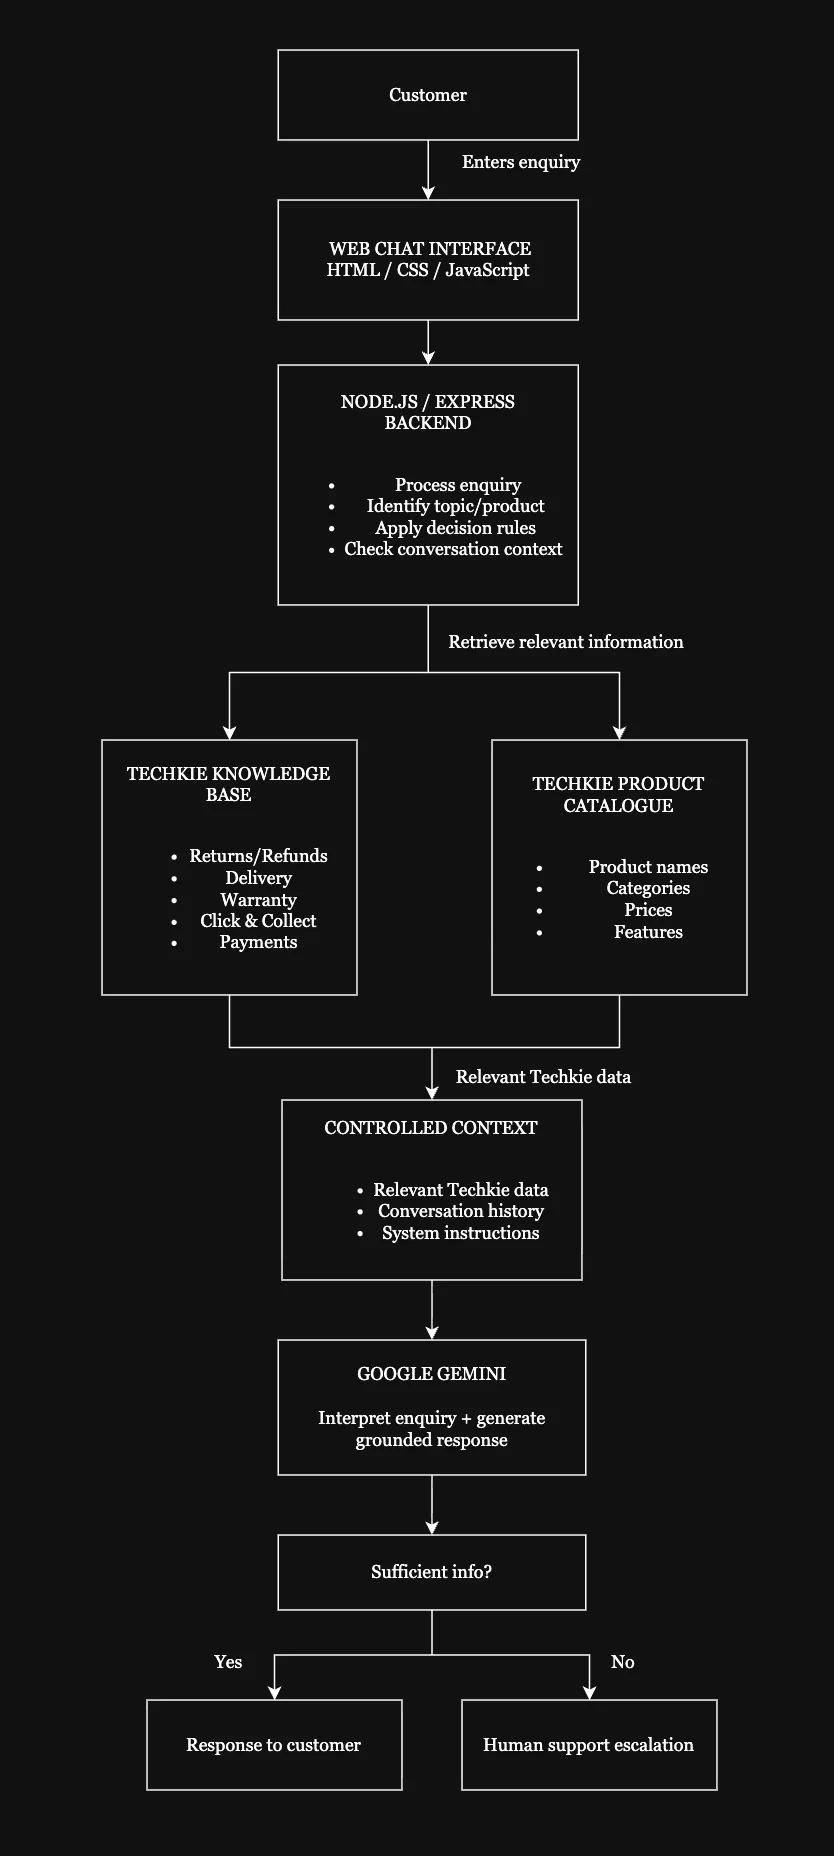 Customer
Enters enquiry
WEB CHAT INTERFACE
HTML / CSS / JavaScript
NODE.JS / EXPRESS
BACKEND
• Process enquiry
• Identify topic/product
• Apply decision rules
• Check conversation context
Retrieve relevant information
TECHKIE KNOWLEDGE
BASE
• Returns/Refunds
• Delivery
• Warranty
• Click & Collect
• Payments
TECHKIE PRODUCT
CATALOGUE
• Product names
• Categories
• Prices
• Features
Relevant Techkie data
CONTROLLED CONTEXT
• Relevant Techkie data
• Conversation history
• System instructions
GOOGLE GEMINI
Interpret enquiry + generate
grounded response
Sufficient info?
Yes
No
Response to customer
Human support escalation